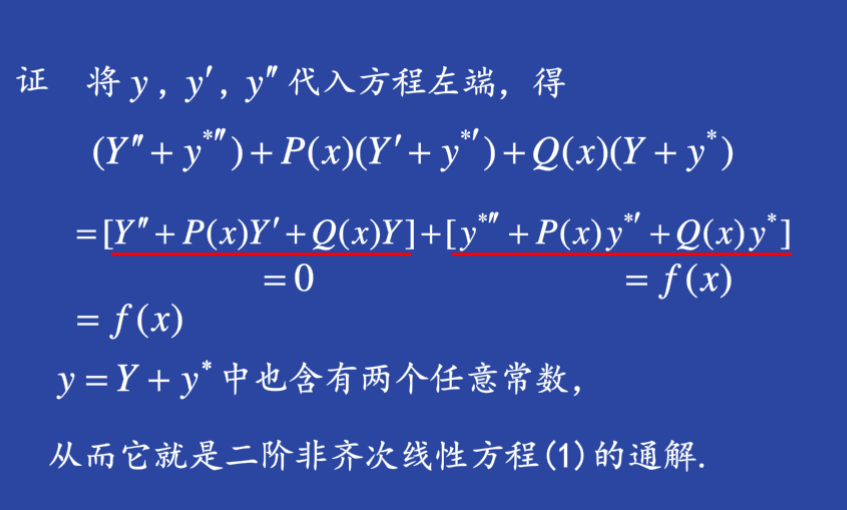 证 将 y , y′, y″ 代入方程左端，得
(Y″ + y*″) + P(x)(Y′ + y*′) + Q(x)(Y + y*)
=[Y″ + P(x)Y′ + Q(x)Y]+[y*″ + P(x)y*′ + Q(x)y*]
= 0 = f(x)
= f(x)
y = Y + y* 中也含有两个任意常数，
从而它就是二阶非齐次线性方程(1)的通解.